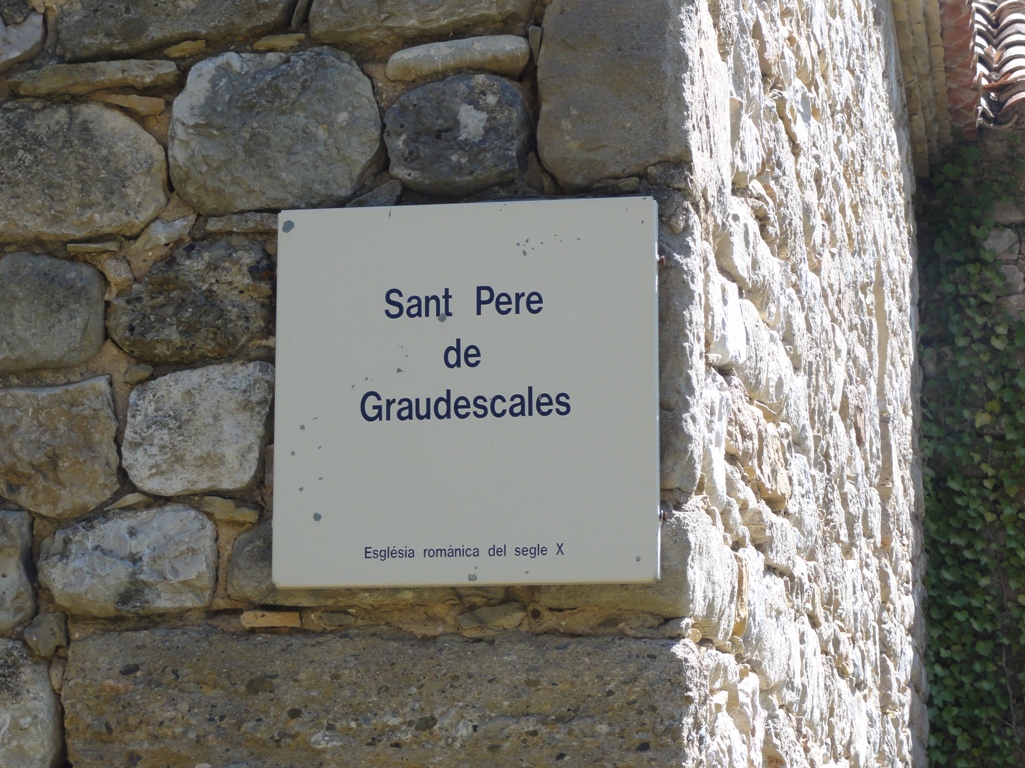 Sant Pere
de
Graudescales
Església romànica del segle X